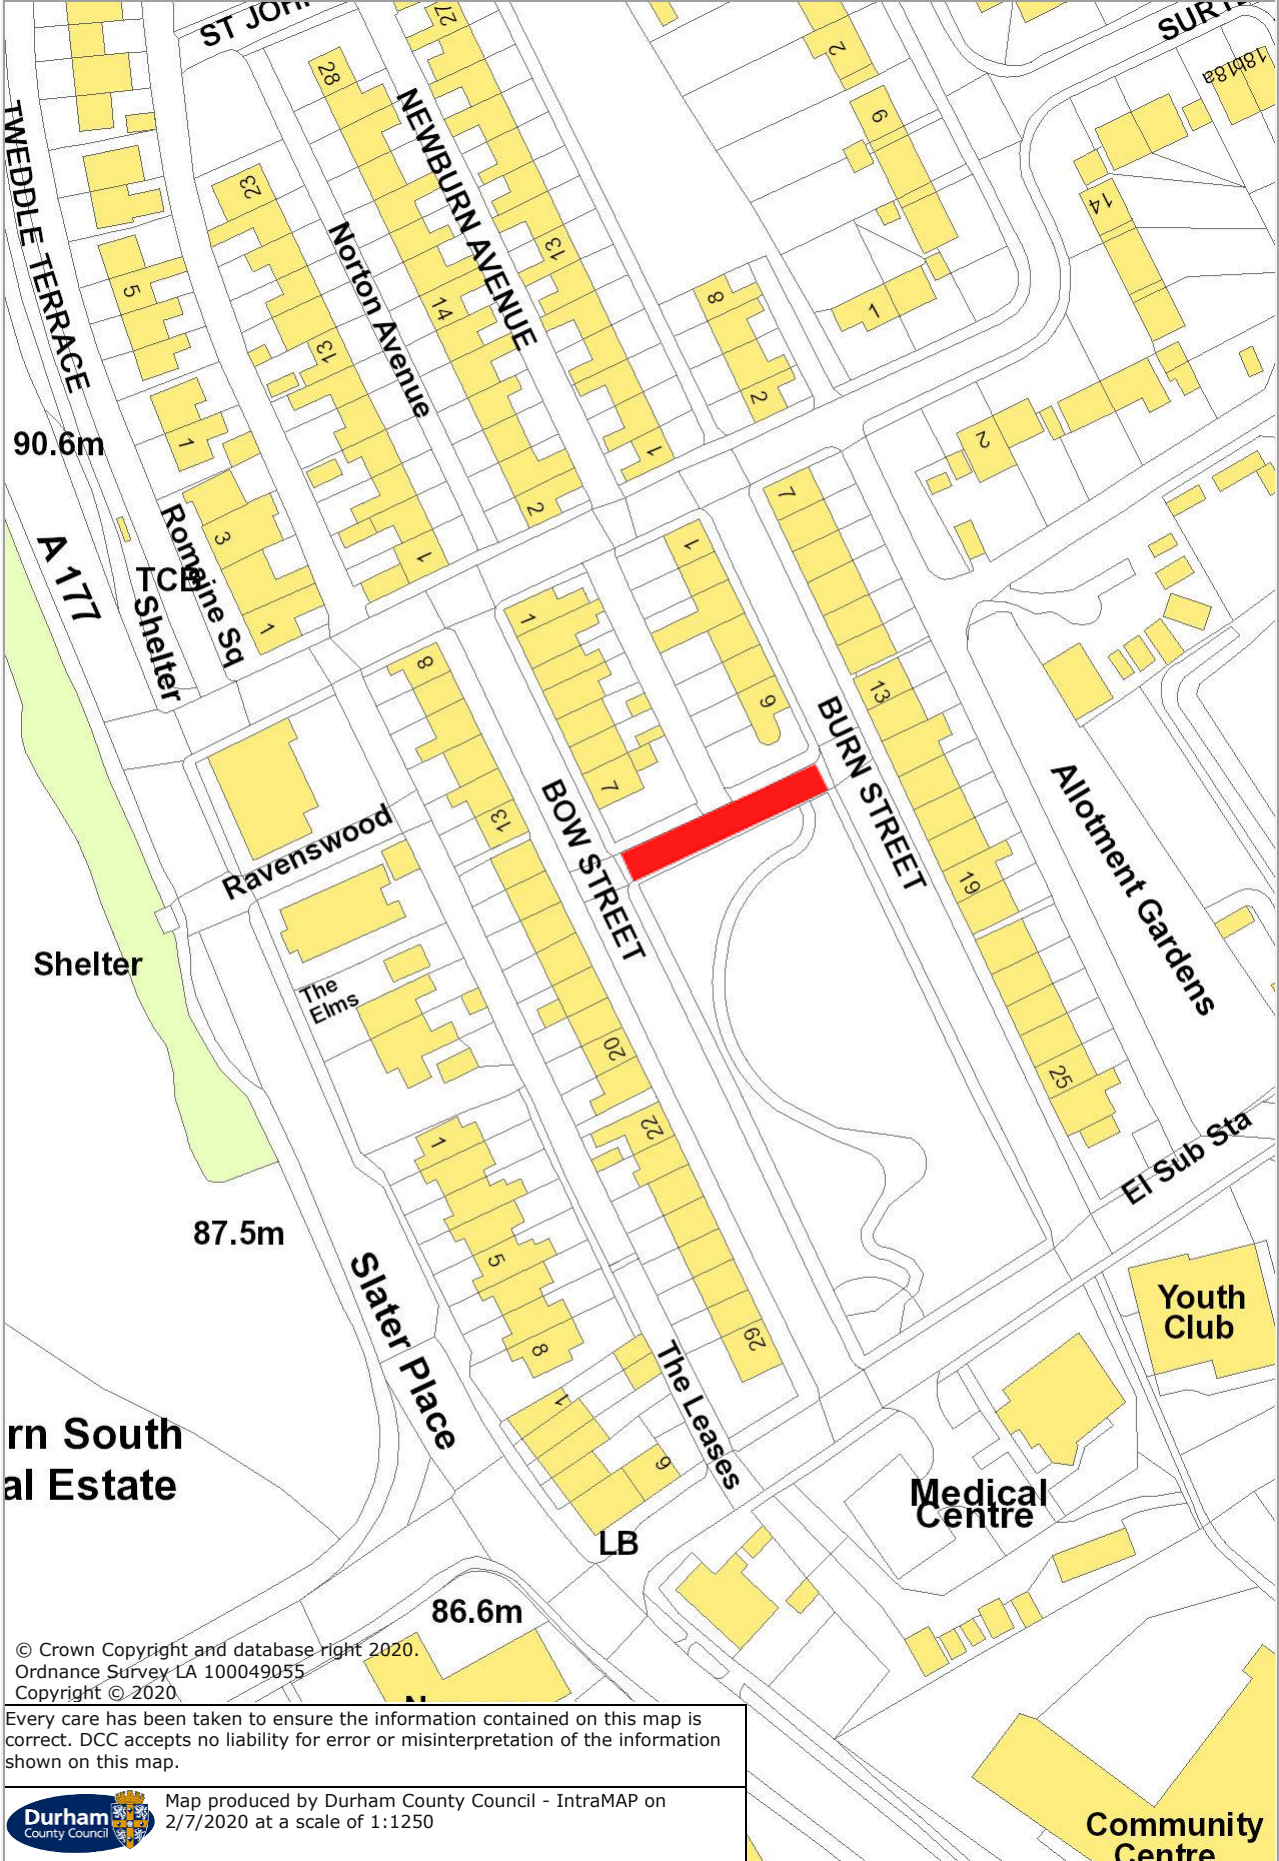 ST JOH
27
SURT
2
18b18a
82
NEWBURN AVENUE
9
TWEDDLE TERRACE
23
14
Norton Avenue
13
5
14
8
1
13
1
90.6m
1
2
2
1
7
2
Romaine Sq
3
1
1
A 177
TCB
Shelter
1
1
8
13
9
BURN STREET
7
BOW STREET
Allotment Gardens
13
Ravenswood
19
Shelter
The
Elms
20
25
22
1
El Sub Sta
87.5m
5
Slater Place
Youth
Club
29
8
The Leases
1
rn South
al Estate
6
Medical
Centre
LB
86.6m
© Crown Copyright and database right 2020.
Ordnance Survey LA 100049055
Copyright © 2020
Every care has been taken to ensure the information contained on this map is
correct. DCC accepts no liability for error or misinterpretation of the information
shown on this map.
Durham
County Council
Map produced by Durham County Council - IntraMAP on
2/7/2020 at a scale of 1:1250
Community
Centre